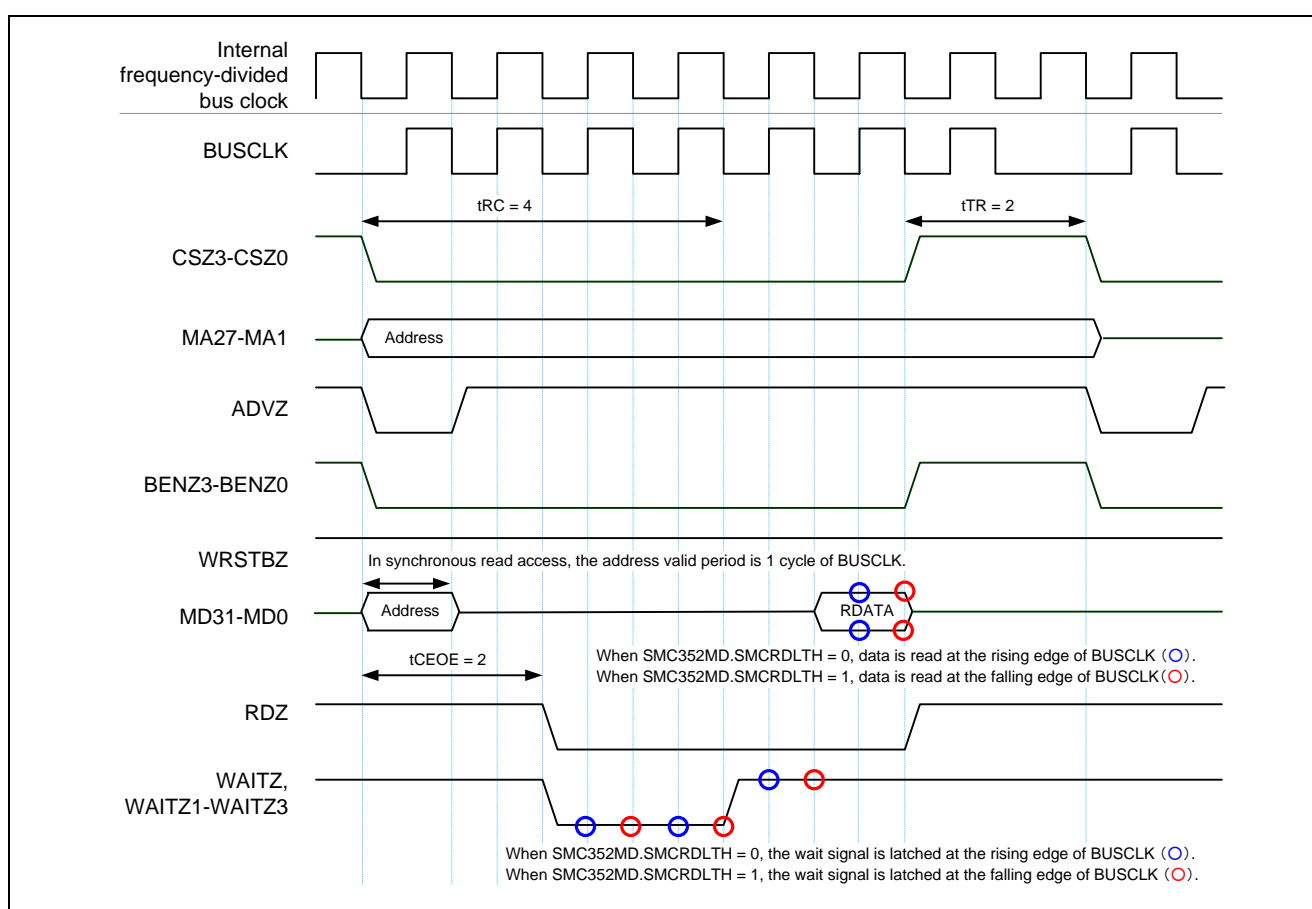 Internal
frequency-divided
bus clock
BUSCLK
tRC = 4
tTR = 2
CSZ3-CSZ0
MA27-MA1
Address
ADVZ
BENZ3-BENZ0
WRSTBZ
In synchronous read access, the address valid period is 1 cycle of BUSCLK.
MD31-MD0
Address
RDATA
When SMC352MD.SMCRDLTH = 0, data is read at the rising edge of BUSCLK (○).
When SMC352MD.SMCRDLTH = 1, data is read at the falling edge of BUSCLK(○).
tCEOE = 2
RDZ
WAITZ,
WAITZ1-WAITZ3
When SMC352MD.SMCRDLTH = 0, the wait signal is latched at the rising edge of BUSCLK (○).
When SMC352MD.SMCRDLTH = 1, the wait signal is latched at the falling edge of BUSCLK (○).